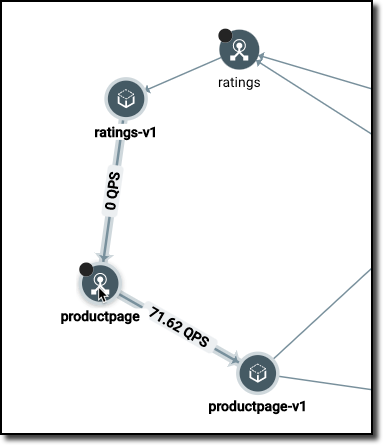 ratings
ratings-v1
0 QPS
productpage
71.62 QPS
productpage-v1